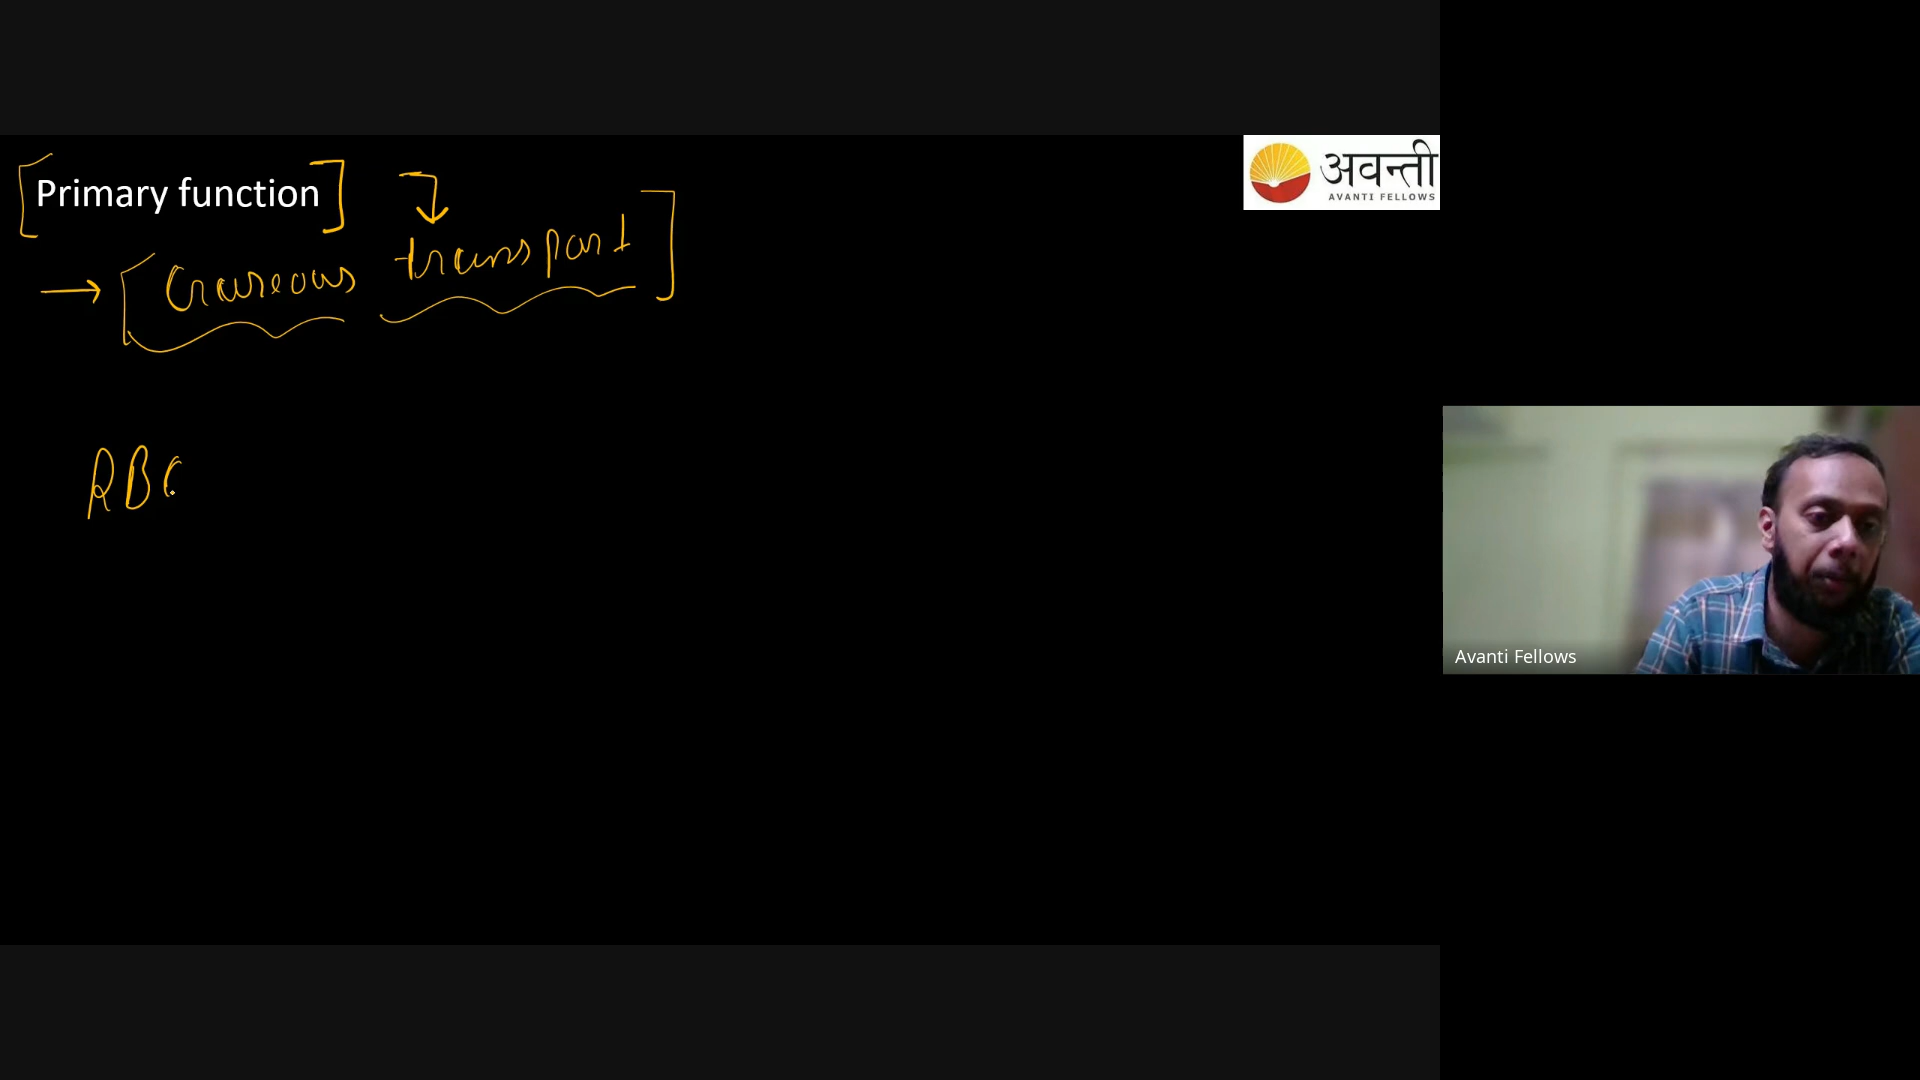 Primary function
→ [Gaseous transport]
RBC
अवन्ती
AVANTI FELLOWS
Avanti Fellows